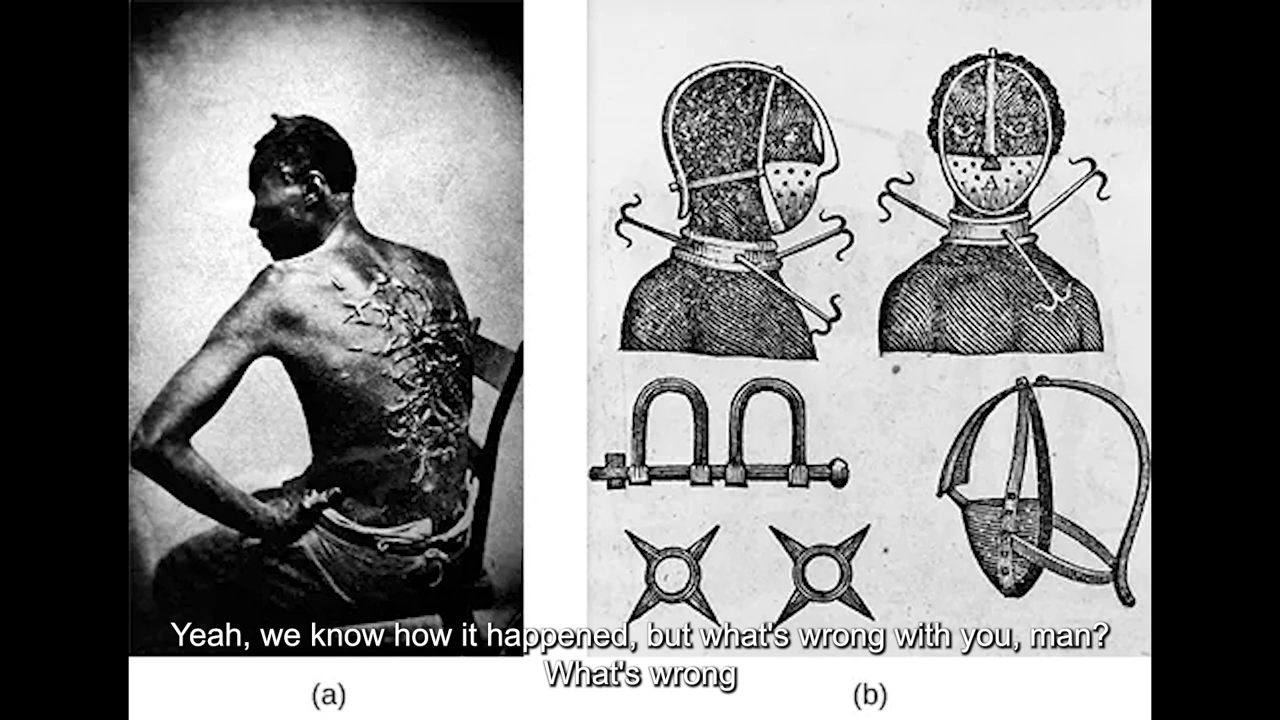 A
Yeah, we know how it happened, but what's wrong with you, man?
What's wrong
(a)
(b)